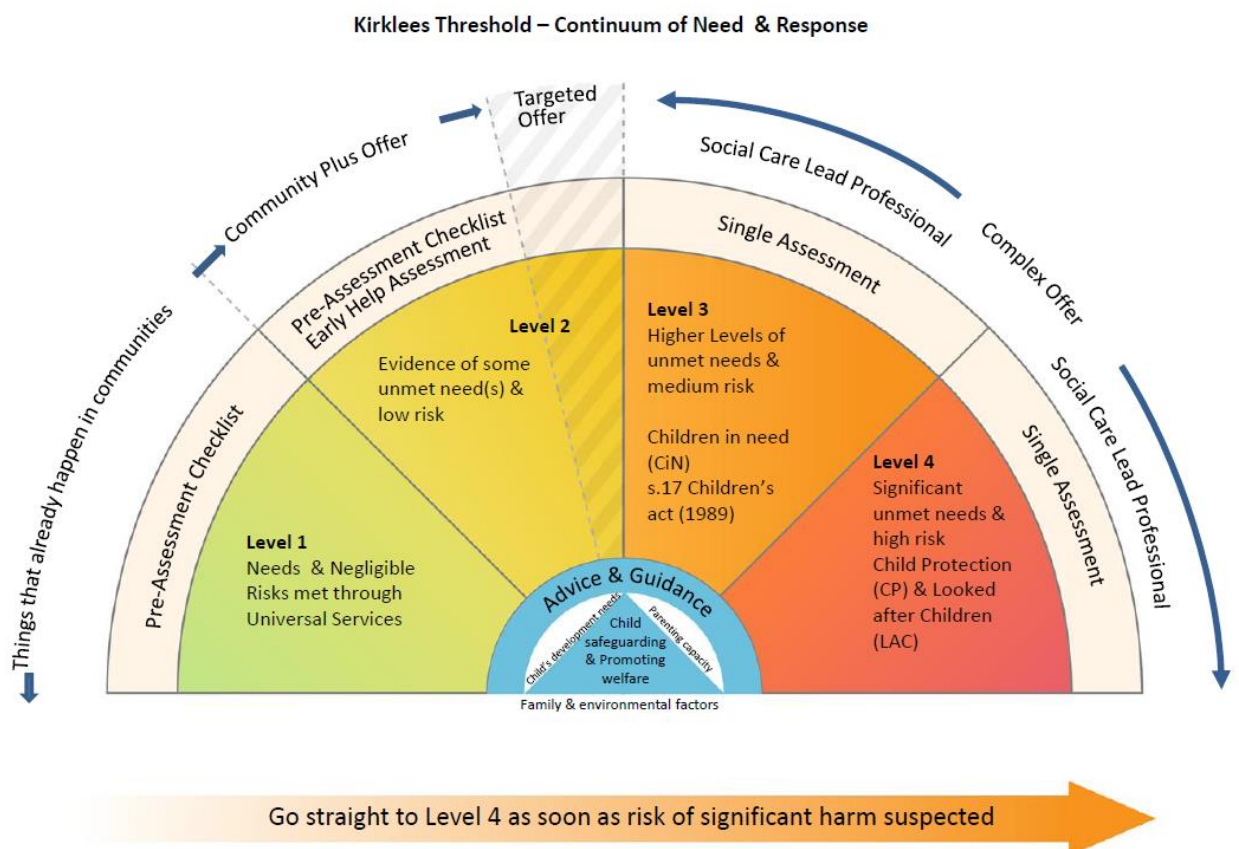 Kirklees Threshold – Continuum of Need & Response
Things that already happen in communities
Community Plus Offer
Targeted
Offer
Social Care Lead Professional
Complex Offer
Social Care Lead Professional
Pre-Assessment Checklist
Pre-Assessment Checklist
Early Help Assessment
Single Assessment
Single Assessment
Level 1
Needs & Negligible
Risks met through
Universal Services
Level 2
Evidence of some
unmet need(s) &
low risk
Level 3
Higher Levels of
unmet needs &
medium risk
Children in need
(CiN)
s.17 Children's
act (1989)
Level 4
Significant
unmet needs &
high risk
Child Protection
(CP) & Looked
after Children
(LAC)
Advice & Guidance
Child's development needs
Parenting capacity
Child
safeguarding
& Promoting
welfare
Family & environmental factors
Go straight to Level 4 as soon as risk of significant harm suspected